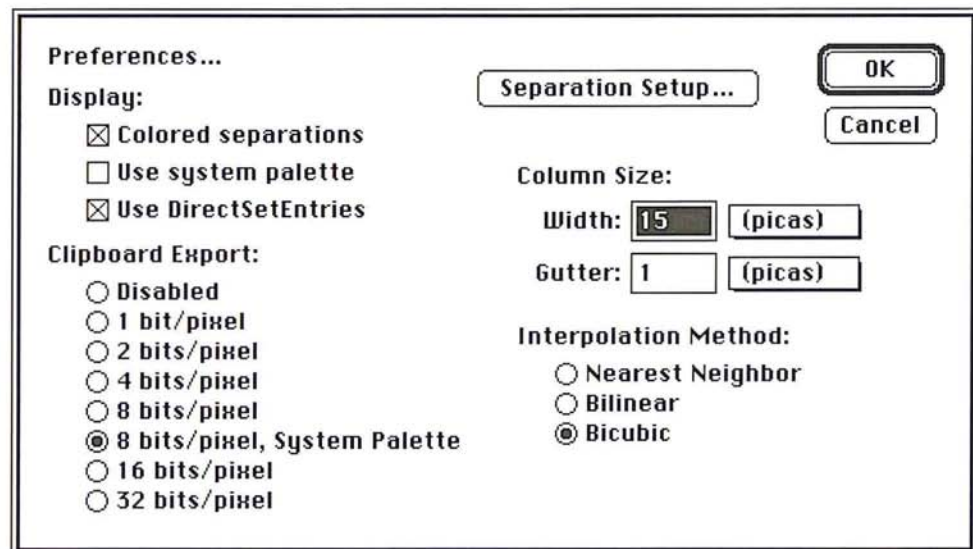 Preferences...
Display:
Colored separations
Use system palette
Use DirectSetEntries
Clipboard Export:
Disabled
1 bit/pixel
2 bits/pixel
4 bits/pixel
8 bits/pixel
8 bits/pixel, System Palette
16 bits/pixel
32 bits/pixel
Separation Setup...
OK
Cancel
Column Size:
Width: 15 (picas)
Gutter: 1 (picas)
Interpolation Method:
Nearest Neighbor
Bilinear
Bicubic